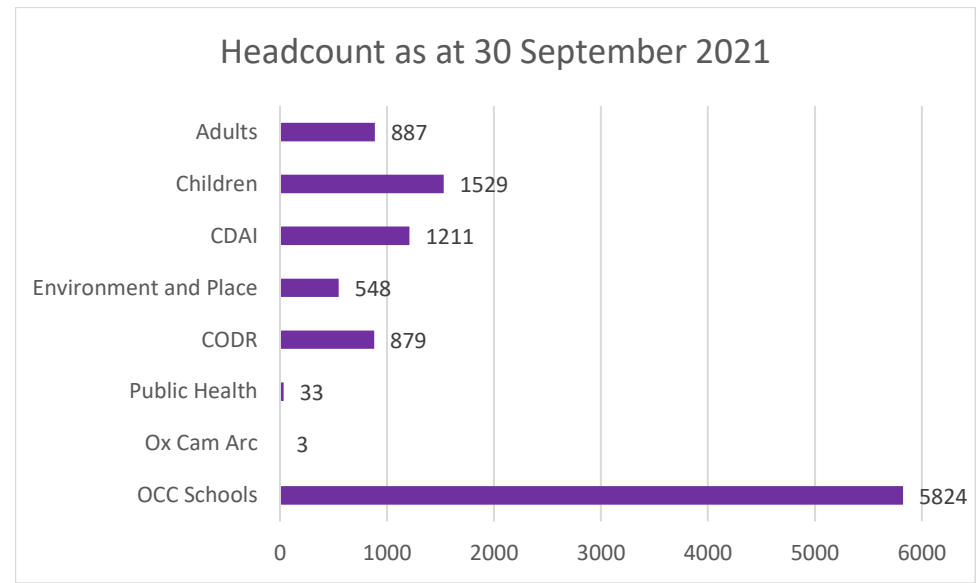 Headcount as at 30 September 2021
Adults 887
Children 1529
CDAI 1211
Environment and Place 548
CODR 879
Public Health 33
Ox Cam Arc 3
OCC Schools 5824
0 1000 2000 3000 4000 5000 6000